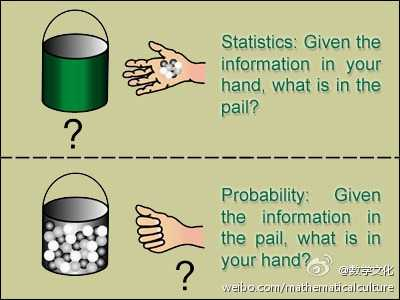 Statistics: Given the
information in your
hand, what is in the
pail?
?
Probability: Given
the information in
the pail, what is in
your hand?
?
@数学文化
weibo.com/mathematicalculture